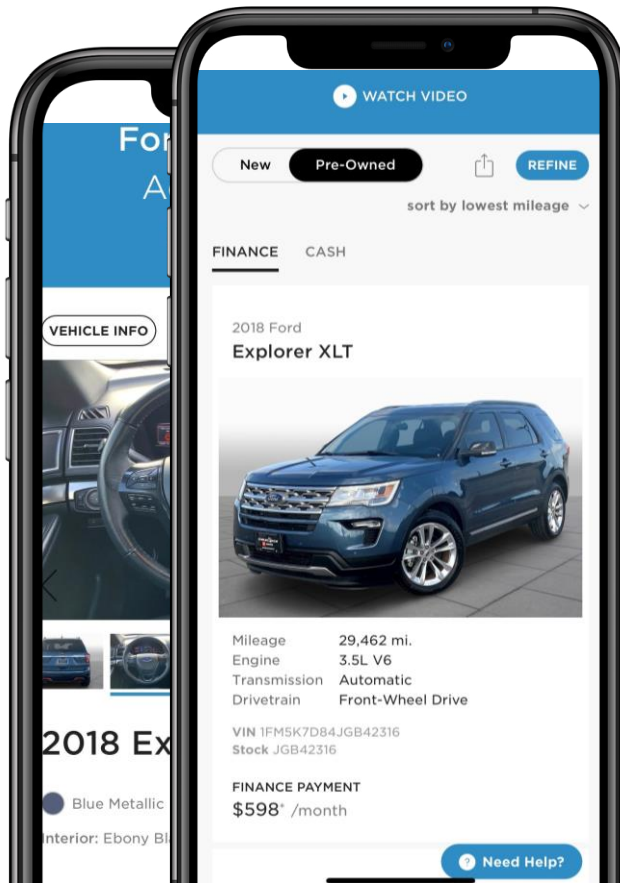 WATCH VIDEO
New Pre-Owned REFINE
sort by lowest mileage
FINANCE CASH
2018 Ford
Explorer XLT
Mileage 29,462 mi.
Engine 3.5L V6
Transmission Automatic
Drivetrain Front-Wheel Drive
VIN 1FM5K7D84JGB42316
Stock JGB42316
FINANCE PAYMENT
$598* /month
? Need Help?
For
A
VEHICLE INFO
2018 Ex
Blue Metallic
Interior: Ebony Bla